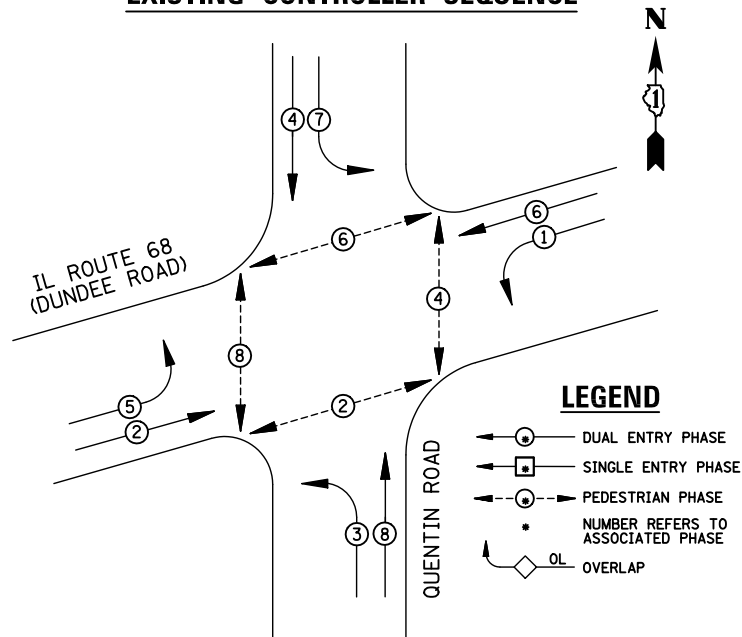 EXISTING CONTROLLER SEQUENCE
N
1
4
7
6
1
IL ROUTE 68
(DUNDEE ROAD)
6
4
8
5
2
2
3
8
QUENTIN ROAD
LEGEND
* DUAL ENTRY PHASE
* SINGLE ENTRY PHASE
* PEDESTRIAN PHASE
* NUMBER REFERS TO
ASSOCIATED PHASE
OL OVERLAP